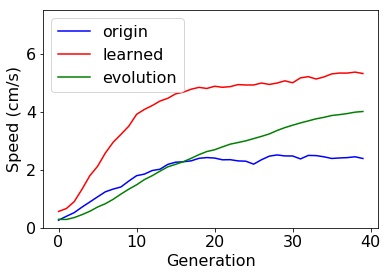 origin
learned
evolution
6
4
2
0
Speed (cm/s)
0 10 20 30 40
Generation